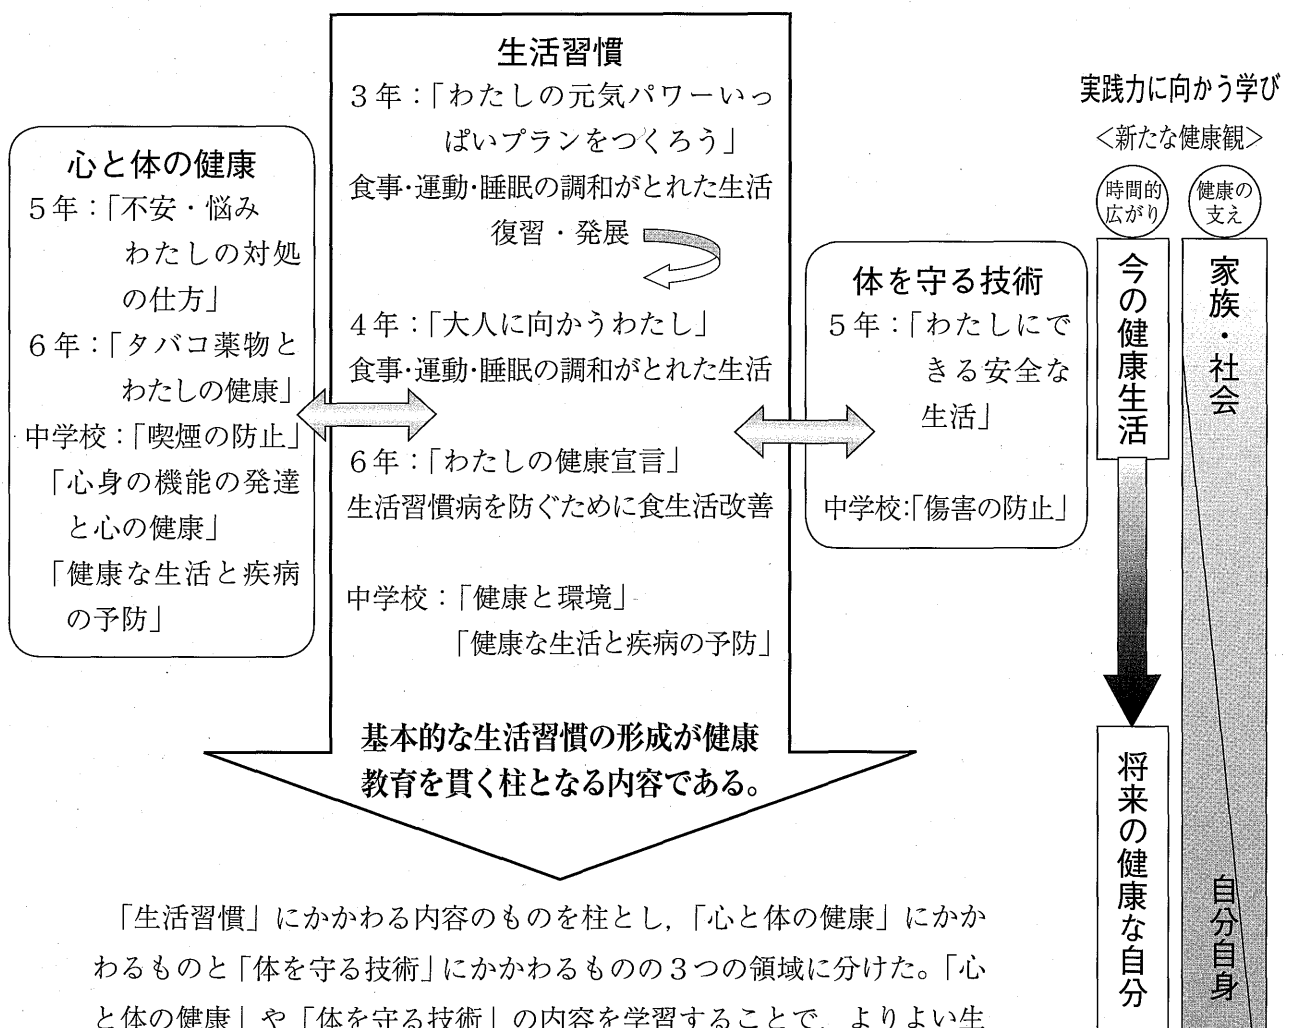 生活習慣
3年：「わたしの元気パワーいっ
ぱいプランをつくろう」
食事・運動・睡眠の調和がとれた生活
復習・発展
4年：「大人に向かうわたし」
食事・運動・睡眠の調和がとれた生活
6年：「わたしの健康宣言」
生活習慣病を防ぐために食生活改善
中学校：「健康と環境」
「健康な生活と疾病の予防」
基本的な生活習慣の形成が健康
教育を貫く柱となる内容である。
心と体の健康
5年：「不安・悩み
わたしの対処
の仕方」
6年：「タバコ薬物と
わたしの健康」
中学校：「喫煙の防止」
「心身の機能の発達
と心の健康」
「健康な生活と疾病
の予防」
体を守る技術
5年：「わたしにで
きる安全な
生活」
中学校：「傷害の防止」
実践力に向かう学び
＜新たな健康観＞
時間的
広がり
今の健康生活
将来の健康な自分
健康の
支え
家族・社会
自分自身
「生活習慣」にかかわる内容のものを柱とし，「心と体の健康」にかか
わるものと「体を守る技術」にかかわるものの3つの領域に分けた。「心
と体の健康」や「体を守る技術」の内容を学習することで，よりよい生